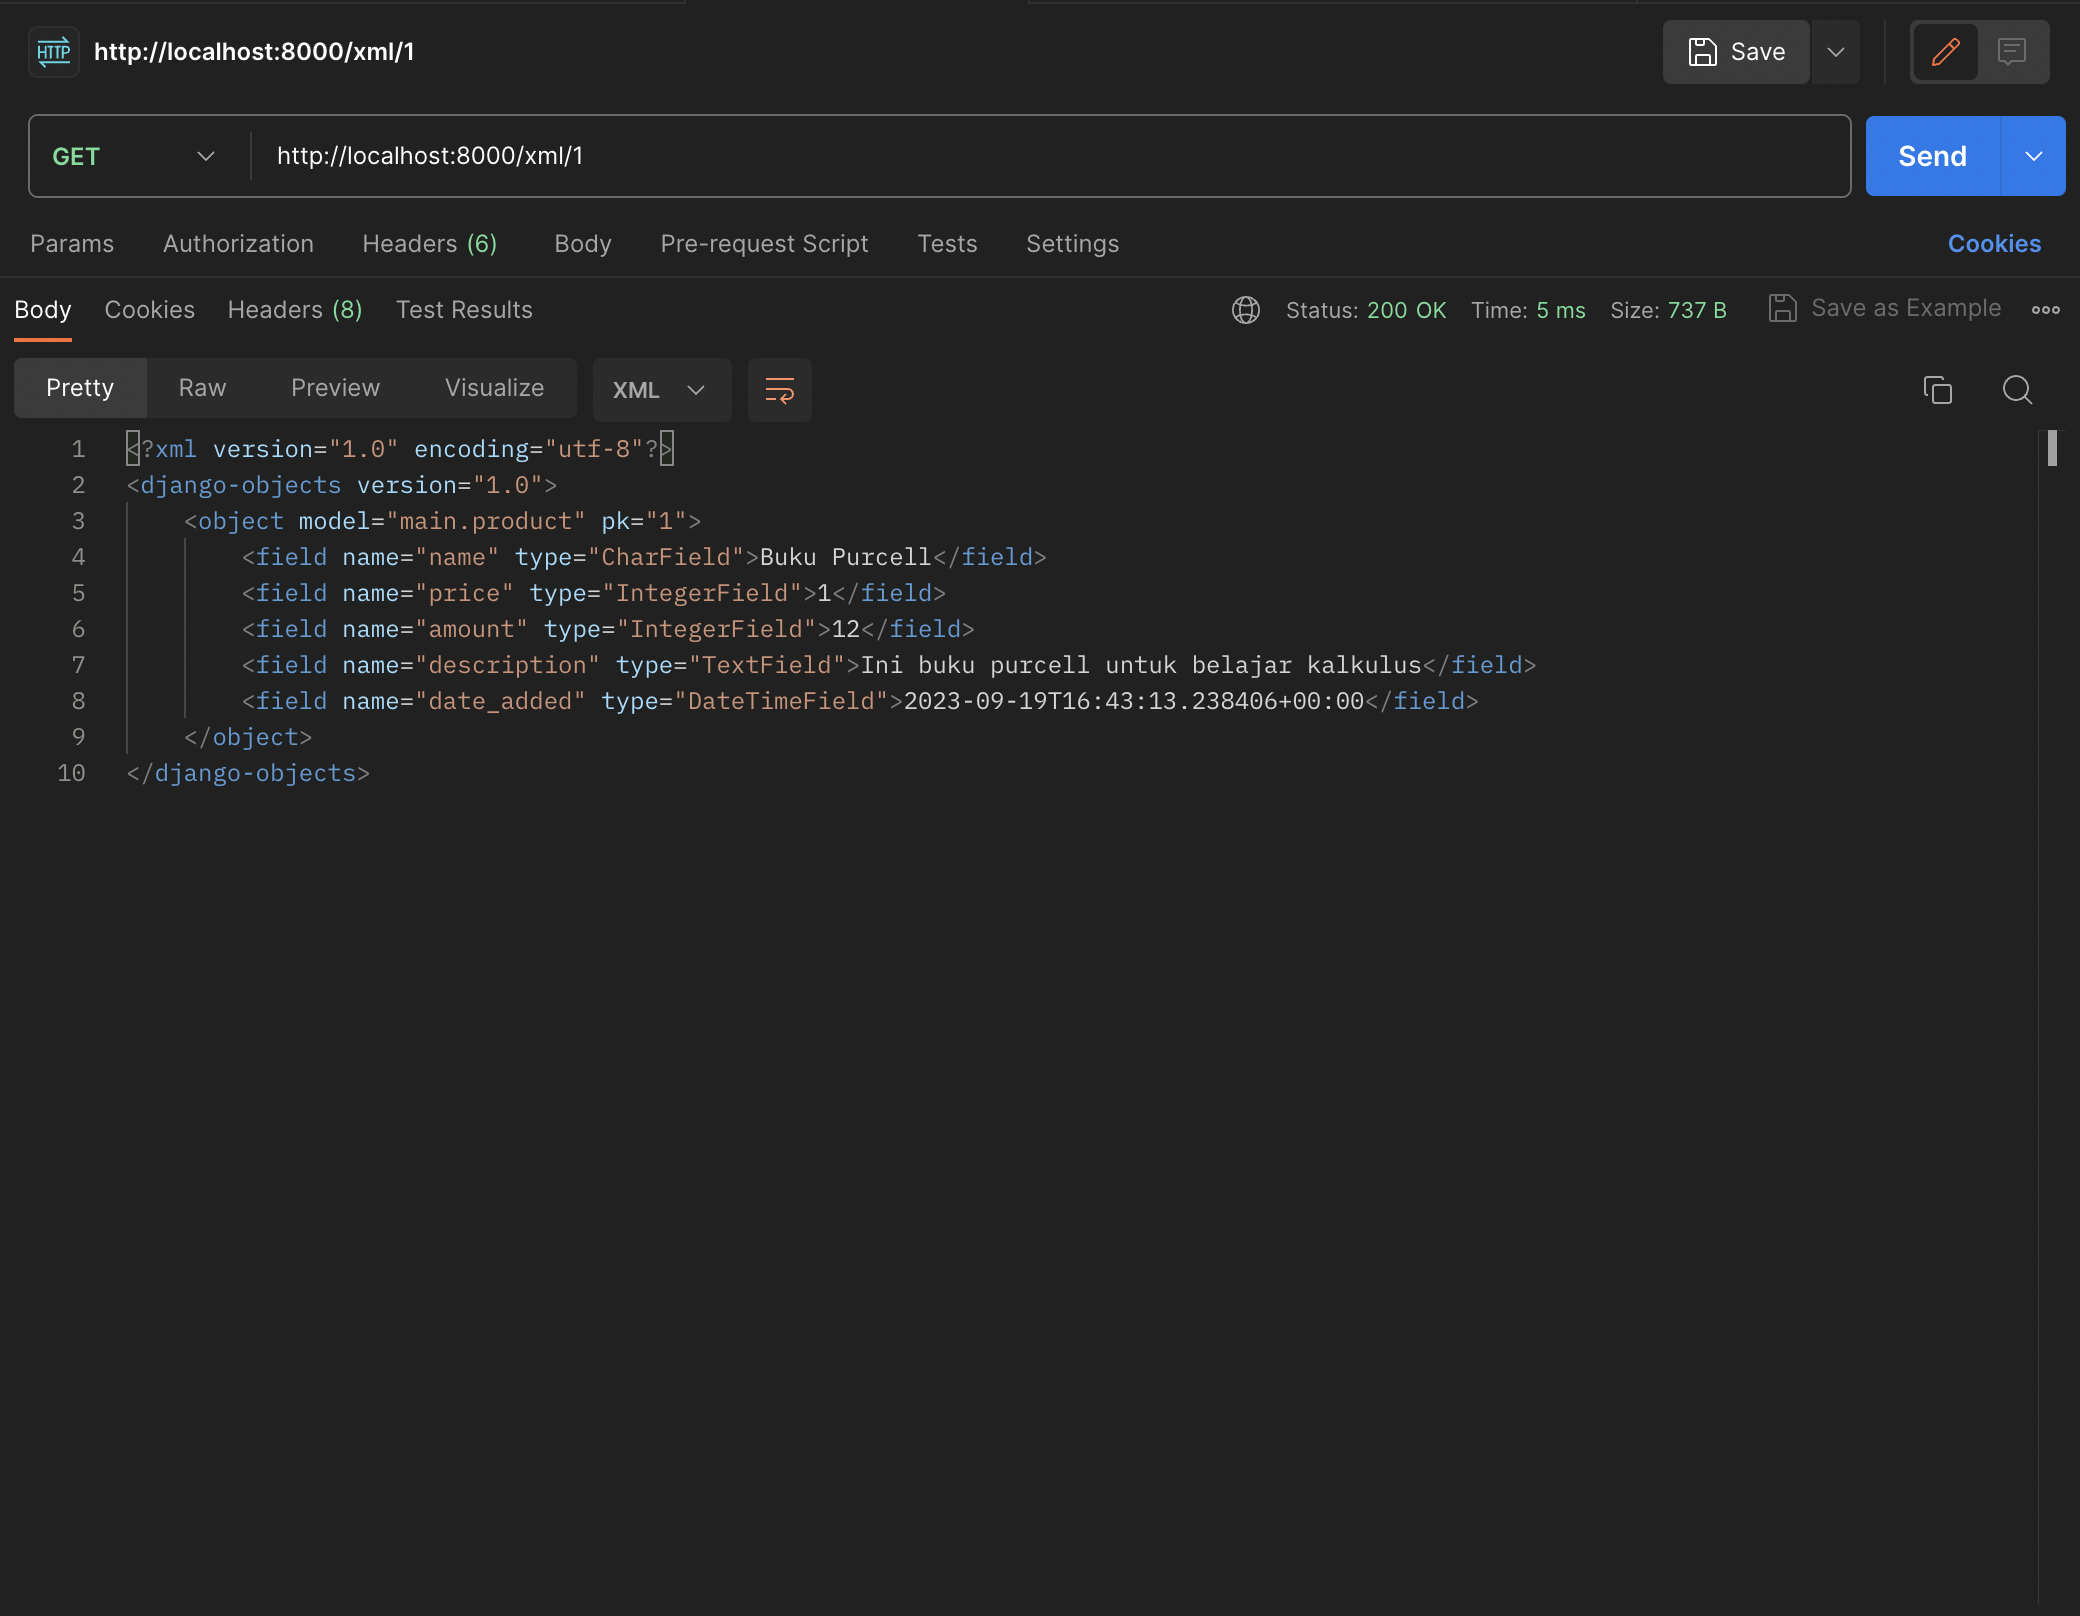 HTTP http://localhost:8000/xml/1 Save
GET http://localhost:8000/xml/1 Send
Params Authorization Headers (6) Body Pre-request Script Tests Settings Cookies
Body Cookies Headers (8) Test Results Status: 200 OK Time: 5 ms Size: 737 B Save as Example
Pretty Raw Preview Visualize XML
1 <?xml version="1.0" encoding="utf-8"?>
2 <django-objects version="1.0">
3 <object model="main.product" pk="1">
4 <field name="name" type="CharField">Buku Purcell</field>
5 <field name="price" type="IntegerField">1</field>
6 <field name="amount" type="IntegerField">12</field>
7 <field name="description" type="TextField">Ini buku purcell untuk belajar kalkulus</field>
8 <field name="date_added" type="DateTimeField">2023-09-19T16:43:13.238406+00:00</field>
9 </object>
10 </django-objects>